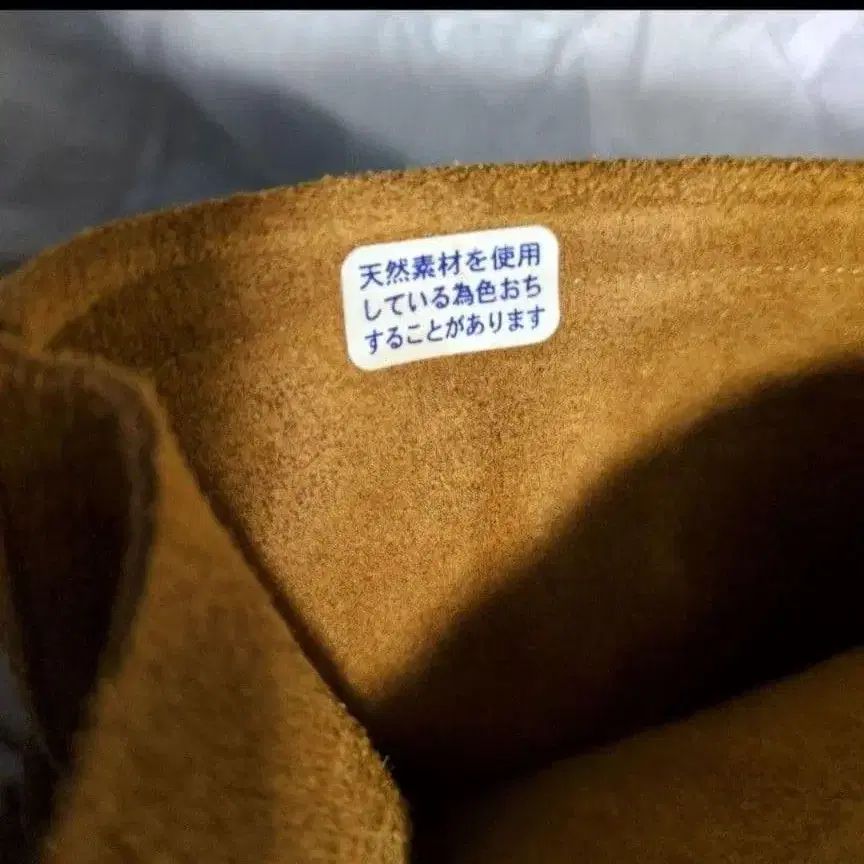 天然素材を使用
している為色おち
することがあります